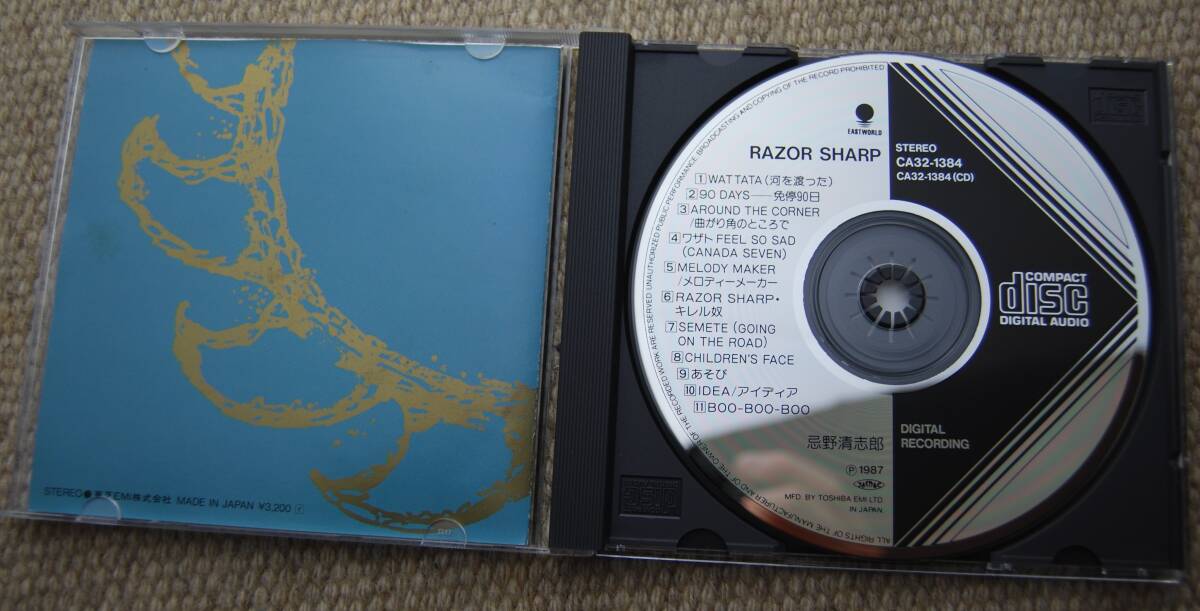 STEREO●東芝EMI株式会社 MADE IN JAPAN ¥3,200
ALL RIGHTS OF THE MANUFACTURER AND OF THE OWNER OF THE RECORDED WORK ARE RESERVED UNAUTHORIZED PUBLIC PERFORMANCE, BROADCASTING AND COPYING OF THE RECORD PROHIBITED
EASTWORLD
RAZOR SHARP
STEREO
CA32-1384
CA32-1384(CD)
1 WATTATA(河を渡った)
2 90 DAYS——免停90日
3 AROUND THE CORNER
/曲がり角のところで
4 ワザト FEEL SO SAD
(CANADA SEVEN)
5 MELODY MAKER
/メロディーメーカー
6 RAZOR SHARP・
キレル奴
7 SEMETE (GOING
ON THE ROAD)
8 CHILDREN'S FACE
9 あそび
10 IDEA/アイディア
11 BOO-BOO-BOO
COMPACT
disc
DIGITAL AUDIO
DIGITAL
RECORDING
忌野清志郎
Ⓟ1987
JASRAC
MFD. BY TOSHIBA EMI LTD
IN JAPAN